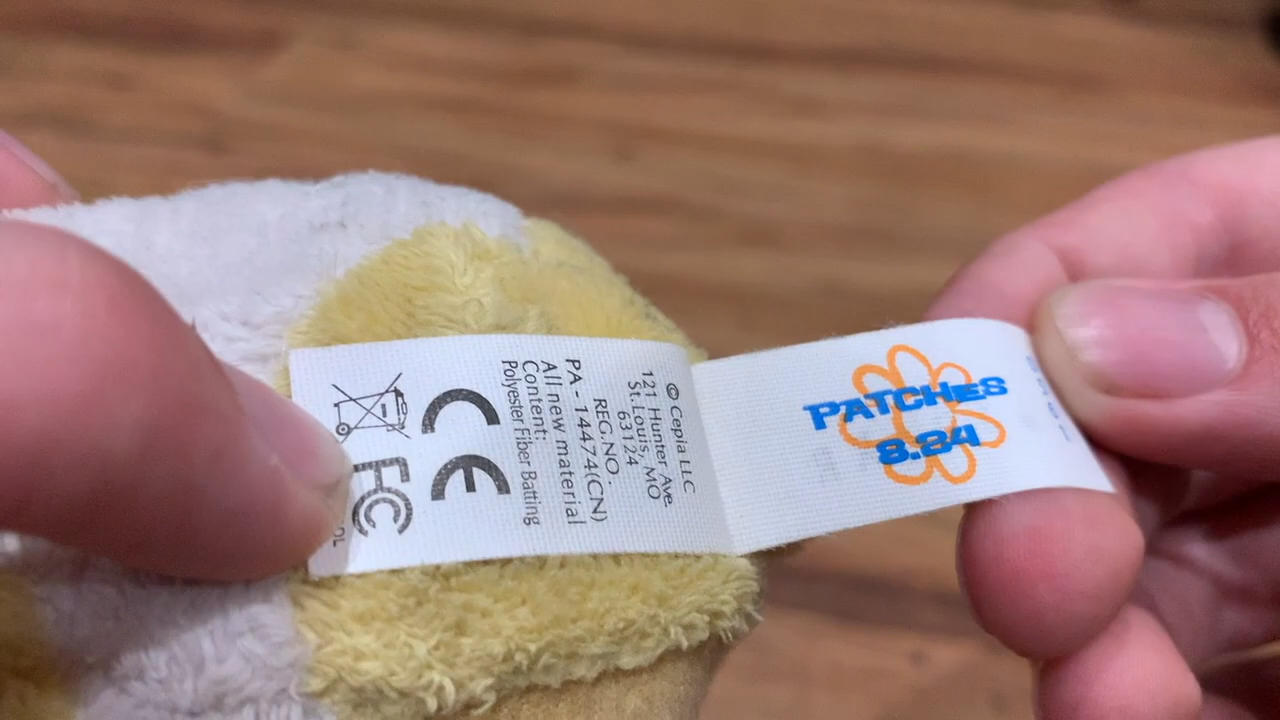 © Cepia LLC
121 Hunter Ave.
St.Louis, MO
63124
REG.NO.
PA - 14474(CN)
All new material
Content:
Polyester Fiber Batting
CE
CE
FC
DL
PATCHES
8.24